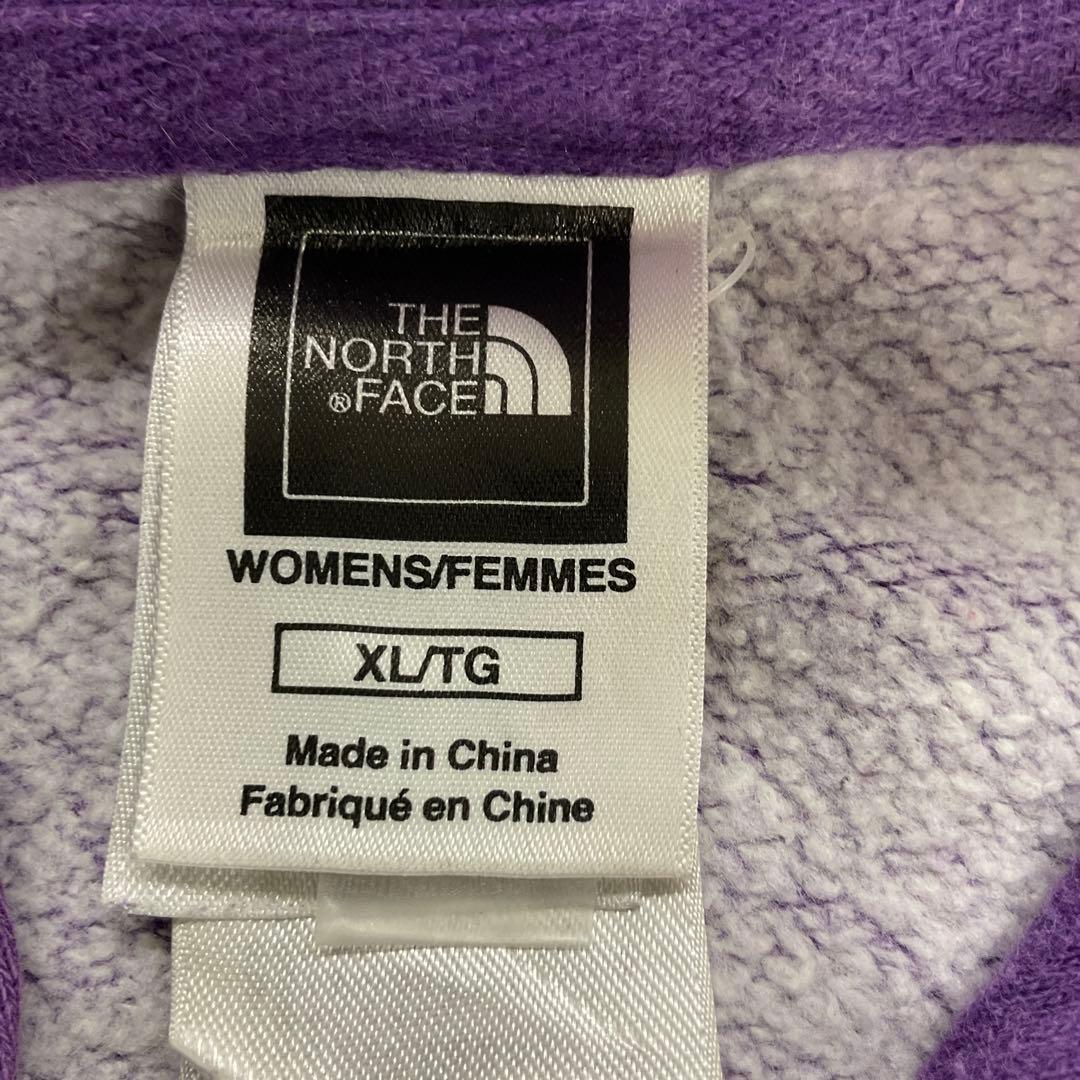 THE
NORTH
®FACE
WOMENS/FEMMES
XL/TG
Made in China
Fabriqué en Chine